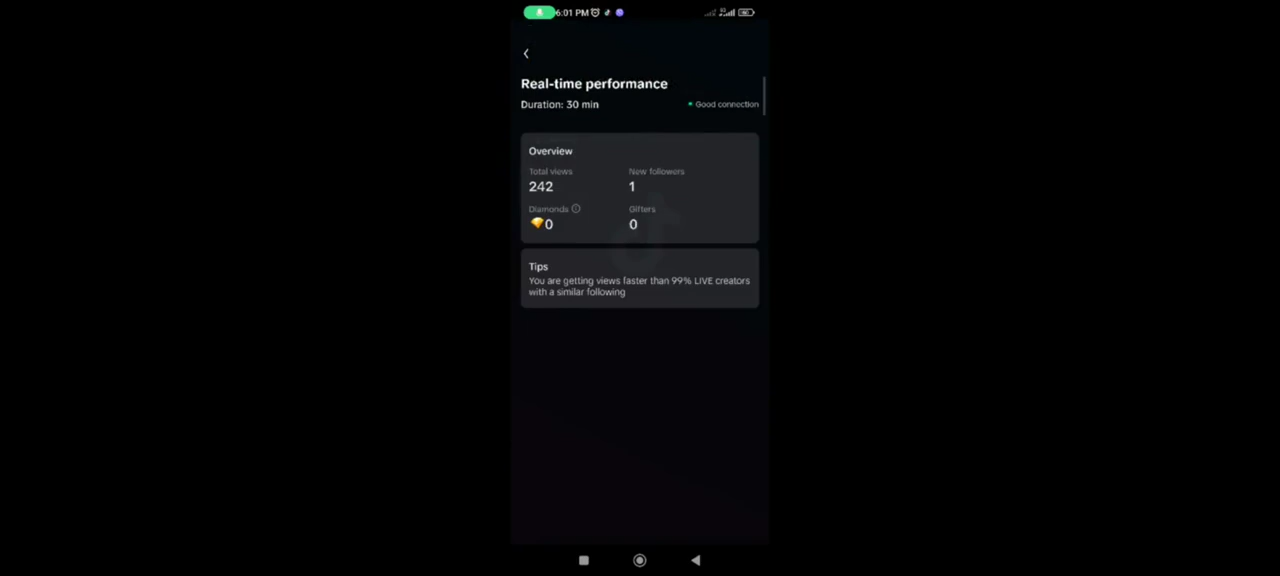 6:01 PM
Real-time performance
Duration: 30 min
Good connection
Overview
Total views
New followers
242
1
Diamonds
Gifters
0
0
Tips
You are getting views faster than 99% LIVE creators
with a similar following